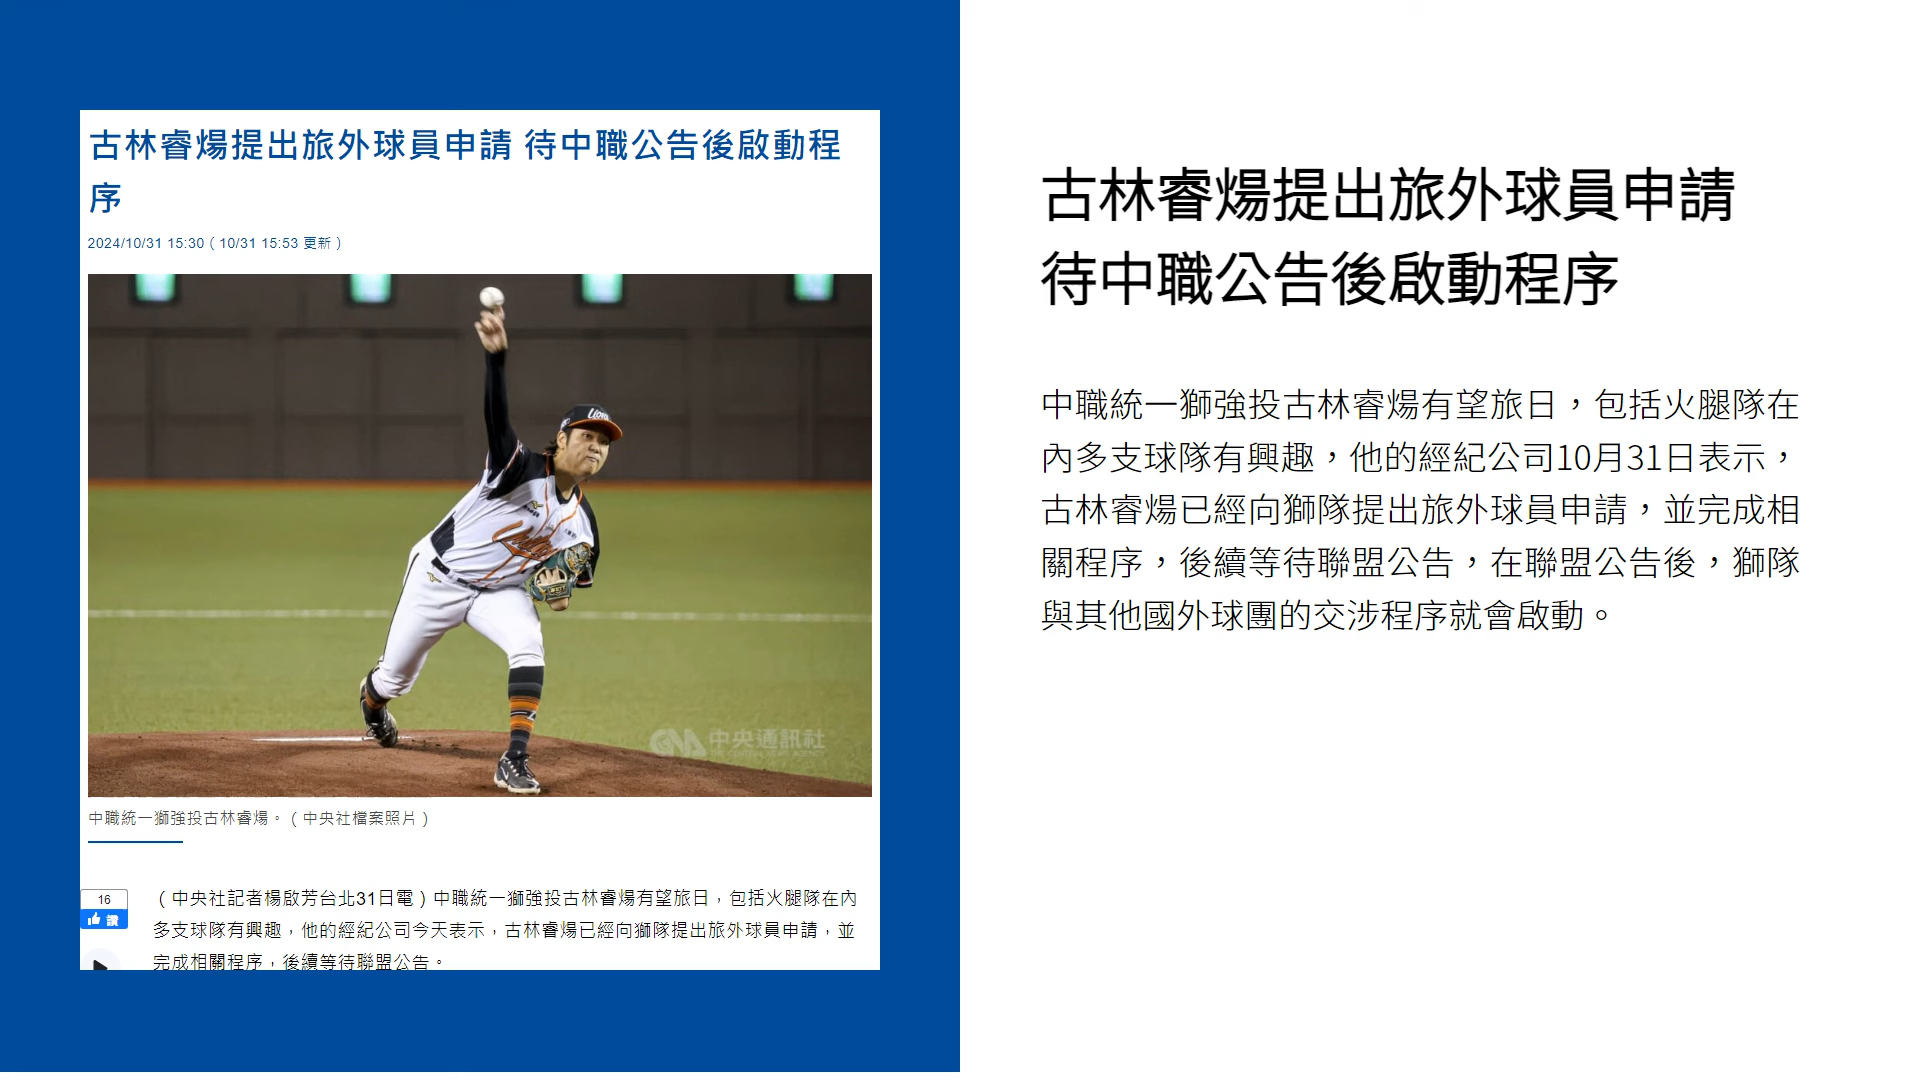 古林睿煬提出旅外球員申請 待中職公告後啟動程
序
2024/10/31 15:30（10/31 15:53 更新）
Lions
中央通訊社
THE CENTRAL NEWS AGENCY
中職統一獅強投古林睿煬。（中央社檔案照片）
16
讚
（中央社記者楊啟芳台北31日電）中職統一獅強投古林睿煬有望旅日，包括火腿隊在內
多支球隊有興趣，他的經紀公司今天表示，古林睿煬已經向獅隊提出旅外球員申請，並
完成相關程序，後續等待聯盟公告。
古林睿煬提出旅外球員申請
待中職公告後啟動程序
中職統一獅強投古林睿煬有望旅日，包括火腿隊在
內多支球隊有興趣，他的經紀公司10月31日表示，
古林睿煬已經向獅隊提出旅外球員申請，並完成相
關程序，後續等待聯盟公告，在聯盟公告後，獅隊
與其他國外球團的交涉程序就會啟動。